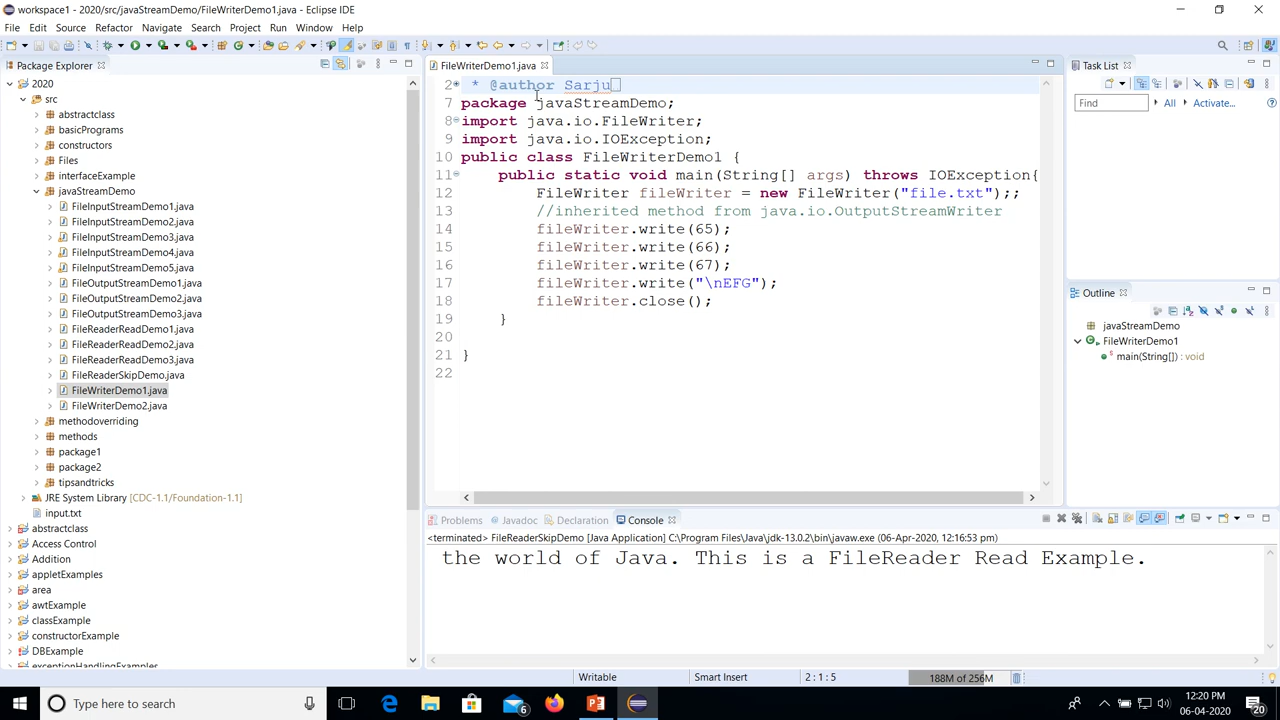 workspace1 - 2020/src/javaStreamDemo/FileWriterDemo1.java - Eclipse IDE
File Edit Source Refactor Navigate Search Project Run Window Help
Package Explorer
2020
src
abstractclass
basicPrograms
constructors
Files
interfaceExample
javaStreamDemo
FileInputStreamDemo1.java
FileInputStreamDemo2.java
FileInputStreamDemo3.java
FileInputStreamDemo4.java
FileInputStreamDemo5.java
FileOutputStreamDemo1.java
FileOutputStreamDemo2.java
FileOutputStreamDemo3.java
FileReaderReadDemo1.java
FileReaderReadDemo2.java
FileReaderReadDemo3.java
FileReaderSkipDemo.java
FileWriterDemo1.java
FileWriterDemo2.java
methodoverriding
methods
package1
package2
tipsandtricks
JRE System Library [CDC-1.1/Foundation-1.1]
input.txt
abstractclass
Access Control
Addition
appletExamples
area
awtExample
classExample
constructorExample
DBExample
exceptionHandlingExamples
FileWriterDemo1.java
2 * @author Sarju
7 package javaStreamDemo;
8 import java.io.FileWriter;
9 import java.io.IOException;
10 public class FileWriterDemo1 {
11 public static void main(String[] args) throws IOException{
12 FileWriter fileWriter = new FileWriter("file.txt");;
13 //inherited method from java.io.OutputStreamWriter
14 fileWriter.write(65);
15 fileWriter.write(66);
16 fileWriter.write(67);
17 fileWriter.write("\nEFG");
18 fileWriter.close();
19 }
20
21 }
22
Task List
Find All Activate...
Outline
javaStreamDemo
FileWriterDemo1
main(String[]) : void
Problems Javadoc Declaration Console
<terminated> FileReaderSkipDemo [Java Application] C:\Program Files\Java\jdk-13.0.2\bin\javaw.exe (06-Apr-2020, 12:16:53 pm)
the world of Java. This is a FileReader Read Example.
Writable Smart Insert 2 : 1 : 5 188M of 256M
Type here to search
6
ENG
12:20 PM
06-04-2020
20